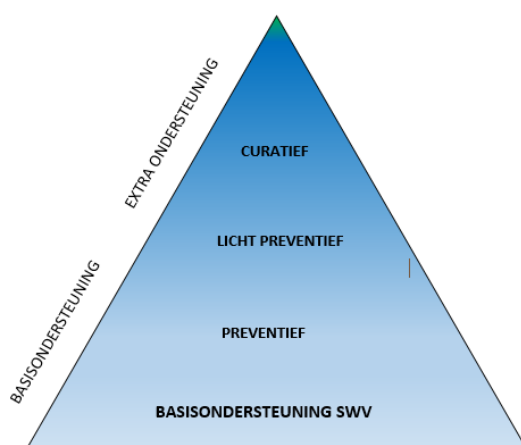 EXTRA ONDERSTEUNING
CURATIEF
LICHT PREVENTIEF
BASISONDERSTEUNING
PREVENTIEF
BASISONDERSTEUNING SWV